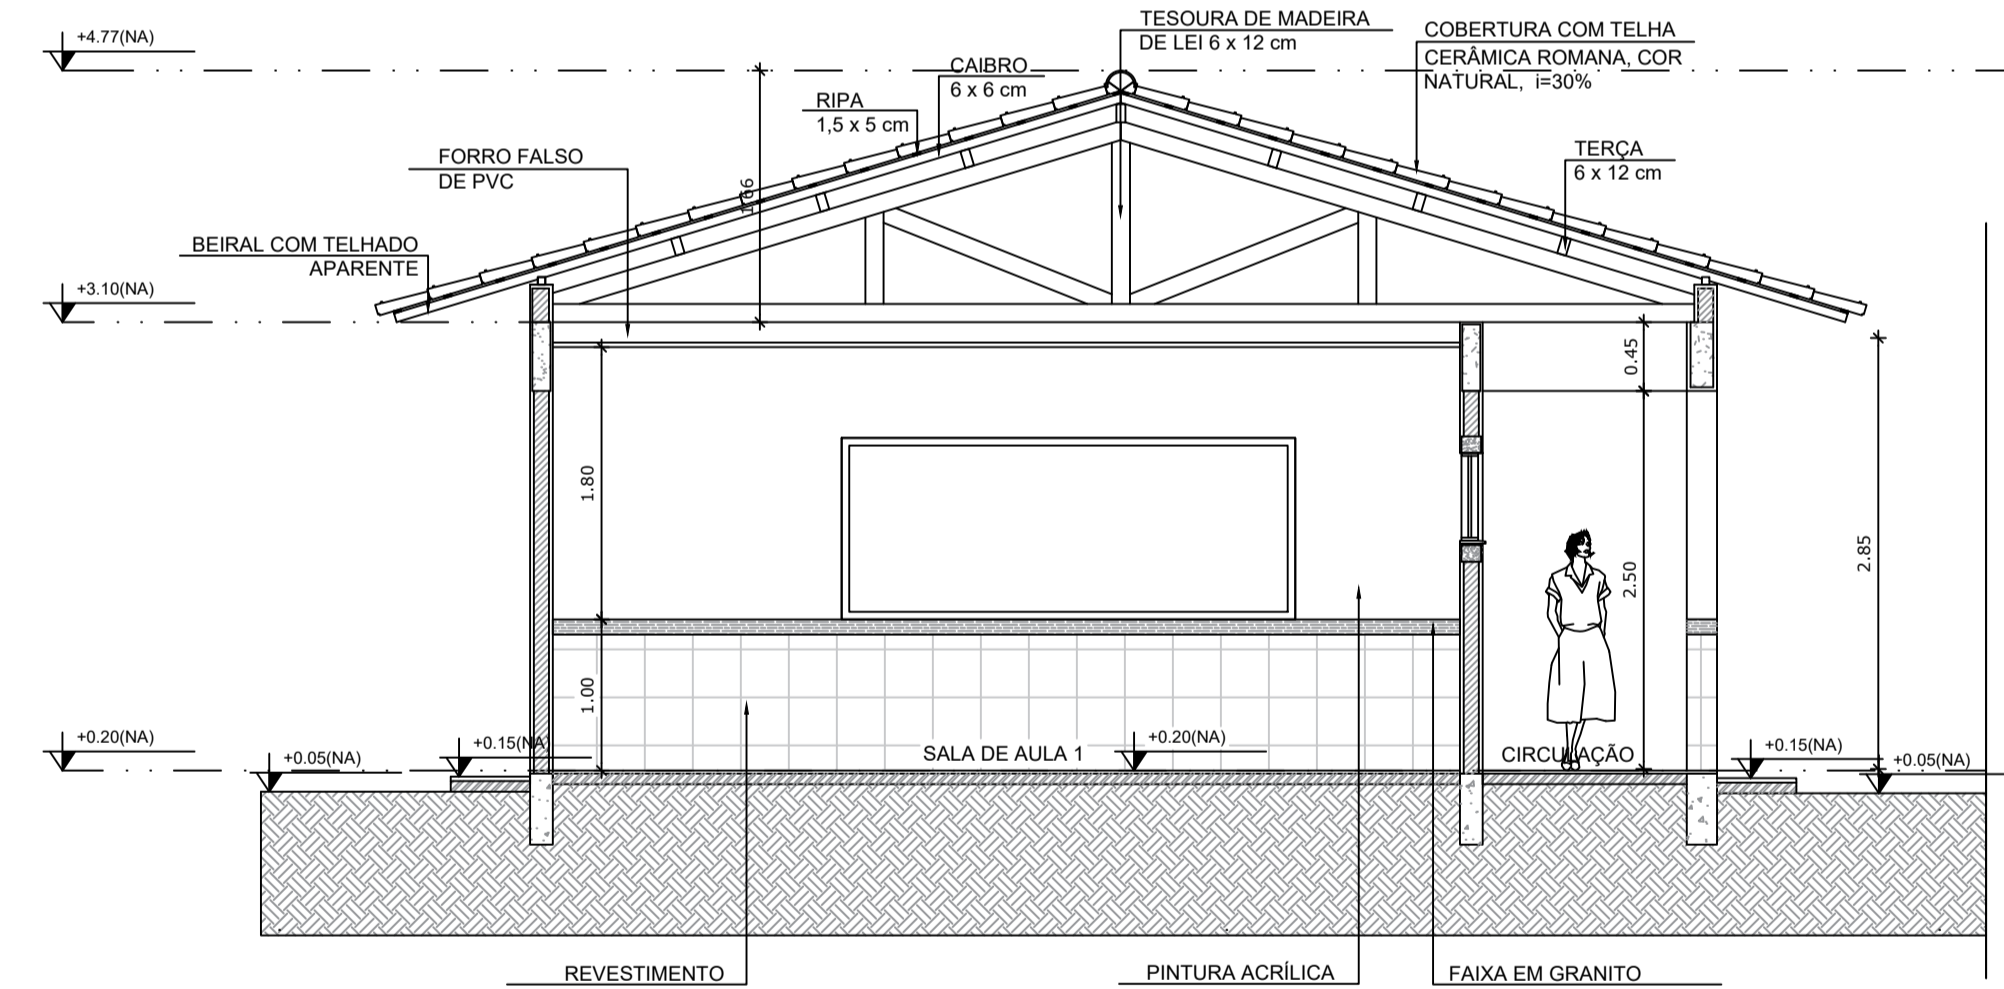 TESOURA DE MADEIRA
DE LEI 6 x 12 cm
COBERTURA COM TELHA
CERÂMICA ROMANA, COR
NATURAL, i=30%
+4.77(NA)
CAIBRO
6 x 6 cm
RIPA
1,5 x 5 cm
FORRO FALSO
DE PVC
TERÇA
6 x 12 cm
1.66
BEIRAL COM TELHADO
APARENTE
+3.10(NA)
0.45
1.80
2.50
2.85
1.00
+0.20(NA)
+0.05(NA)
+0.15(NA)
SALA DE AULA 1
+0.20(NA)
CIRCULAÇÃO
+0.15(NA)
+0.05(NA)
REVESTIMENTO
PINTURA ACRÍLICA
FAIXA EM GRANITO